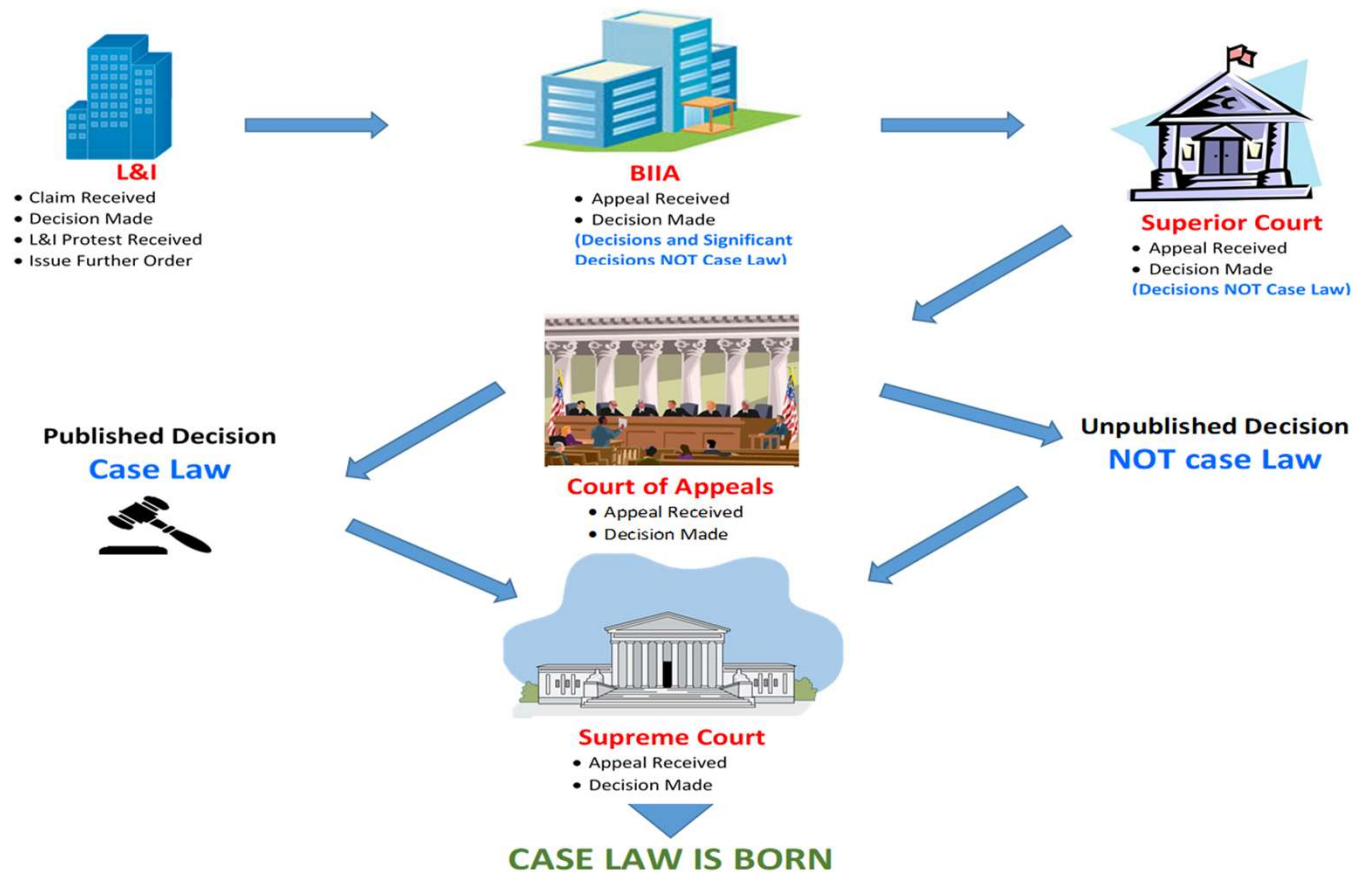 L&I
• Claim Received
• Decision Made
• L&I Protest Received
• Issue Further Order
BIIA
• Appeal Received
• Decision Made
(Decisions and Significant
Decisions NOT Case Law)
Superior Court
• Appeal Received
• Decision Made
(Decisions NOT Case Law)
Published Decision
Case Law
Court of Appeals
• Appeal Received
• Decision Made
Unpublished Decision
NOT case Law
Supreme Court
• Appeal Received
• Decision Made
CASE LAW IS BORN